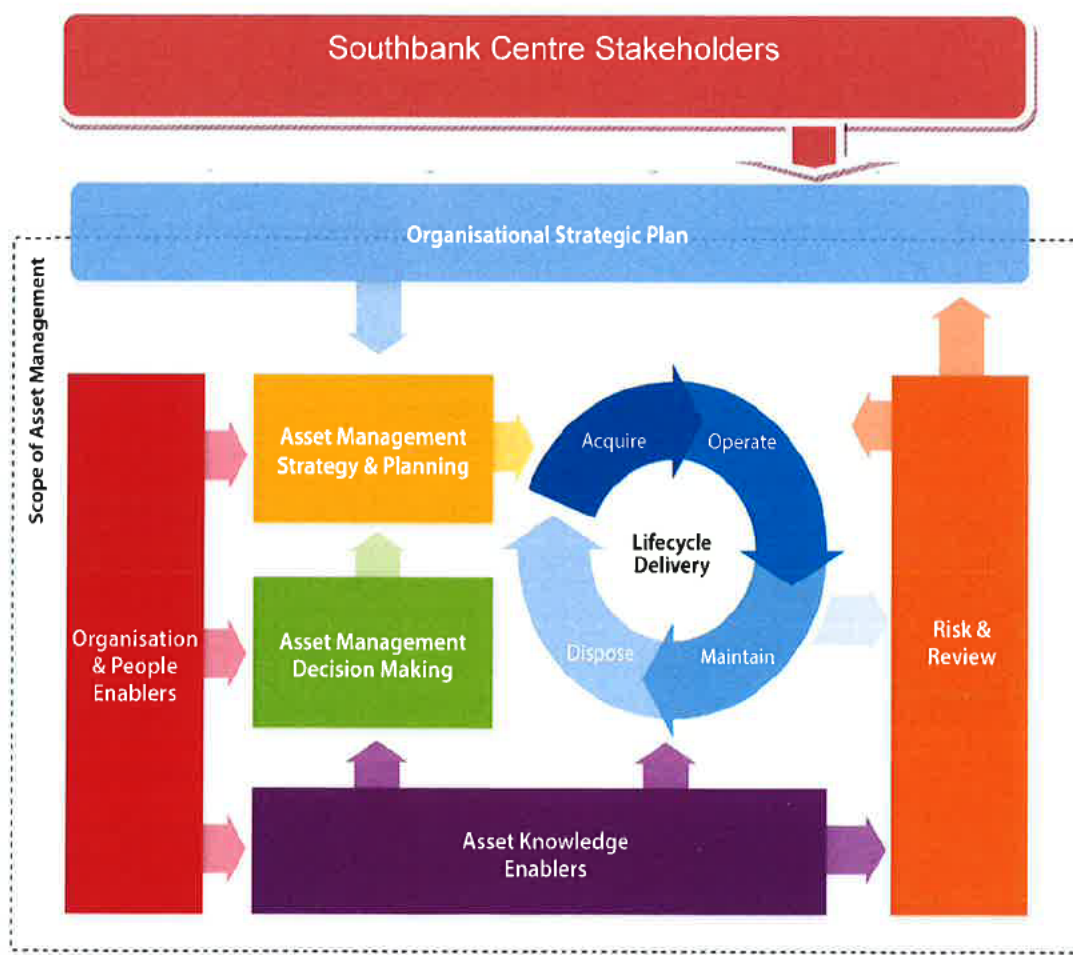 Southbank Centre Stakeholders
Organisational Strategic Plan
Scope of Asset Management
Asset Management
Strategy & Planning
Acquire
Operate
Lifecycle
Delivery
Organisation
& People
Enablers
Asset Management
Decision Making
Dispose
Maintain
Risk &
Review
Asset Knowledge
Enablers